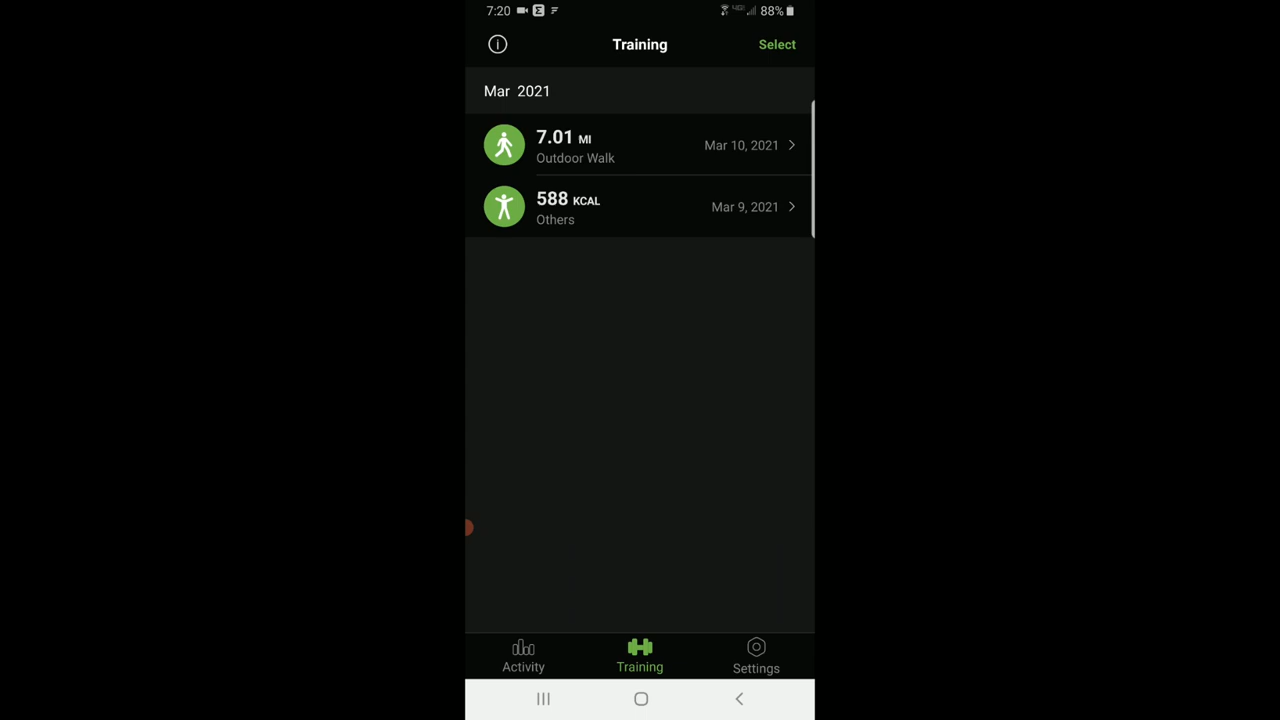 7:20 88%
Training Select
Mar 2021
7.01 MI
Outdoor Walk Mar 10, 2021
588 KCAL
Others Mar 9, 2021
Activity Training Settings